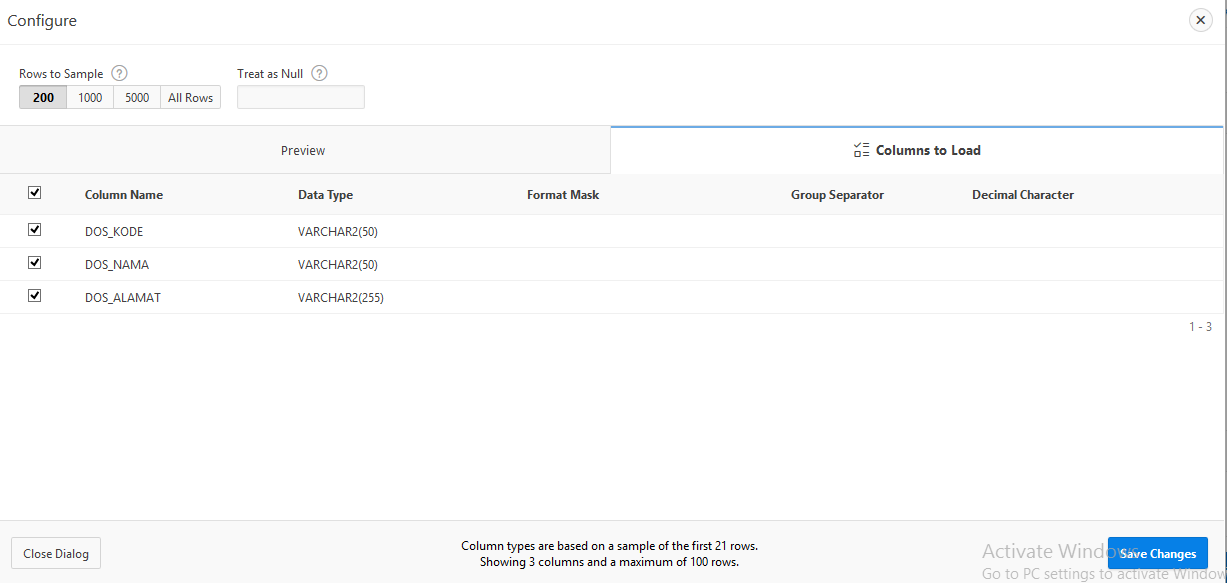 Configure
Rows to Sample ?
Treat as Null ?
200 1000 5000 All Rows
Preview
Columns to Load
Column Name Data Type Format Mask Group Separator Decimal Character
DOS_KODE VARCHAR2(50)
DOS_NAMA VARCHAR2(50)
DOS_ALAMAT VARCHAR2(255)
1 - 3
Close Dialog
Column types are based on a sample of the first 21 rows.
Showing 3 columns and a maximum of 100 rows.
Save Changes
Activate Windows
Go to PC settings to activate Window